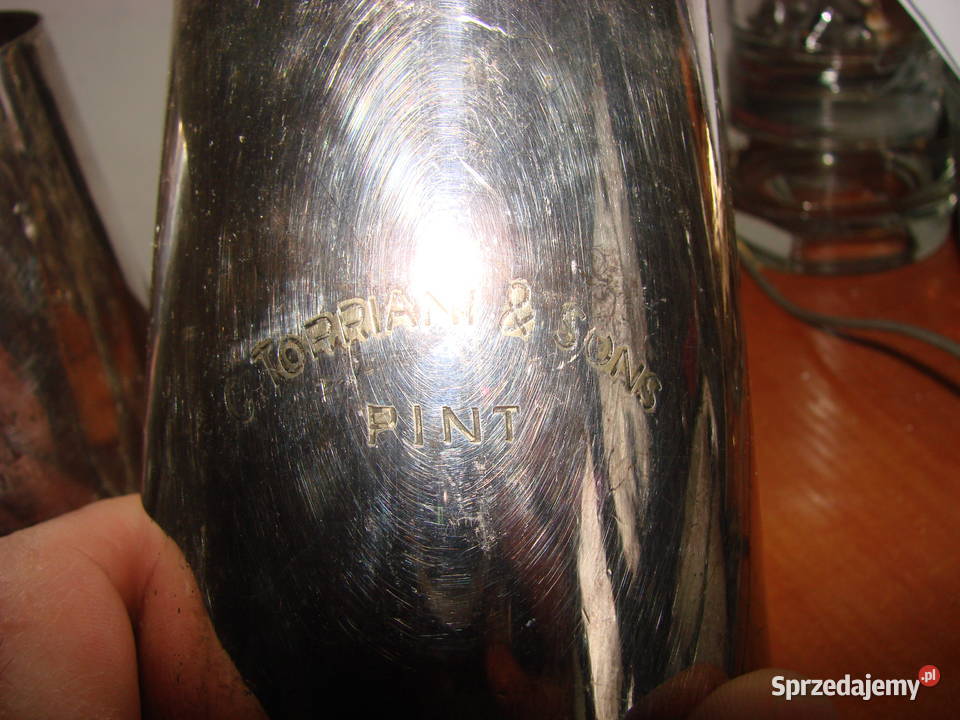 C. TORRIANI & SONS
PINT
Sprzedajemy.pl